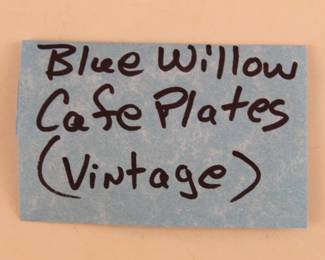 Blue Willow
Cafe Plates
(Vintage)